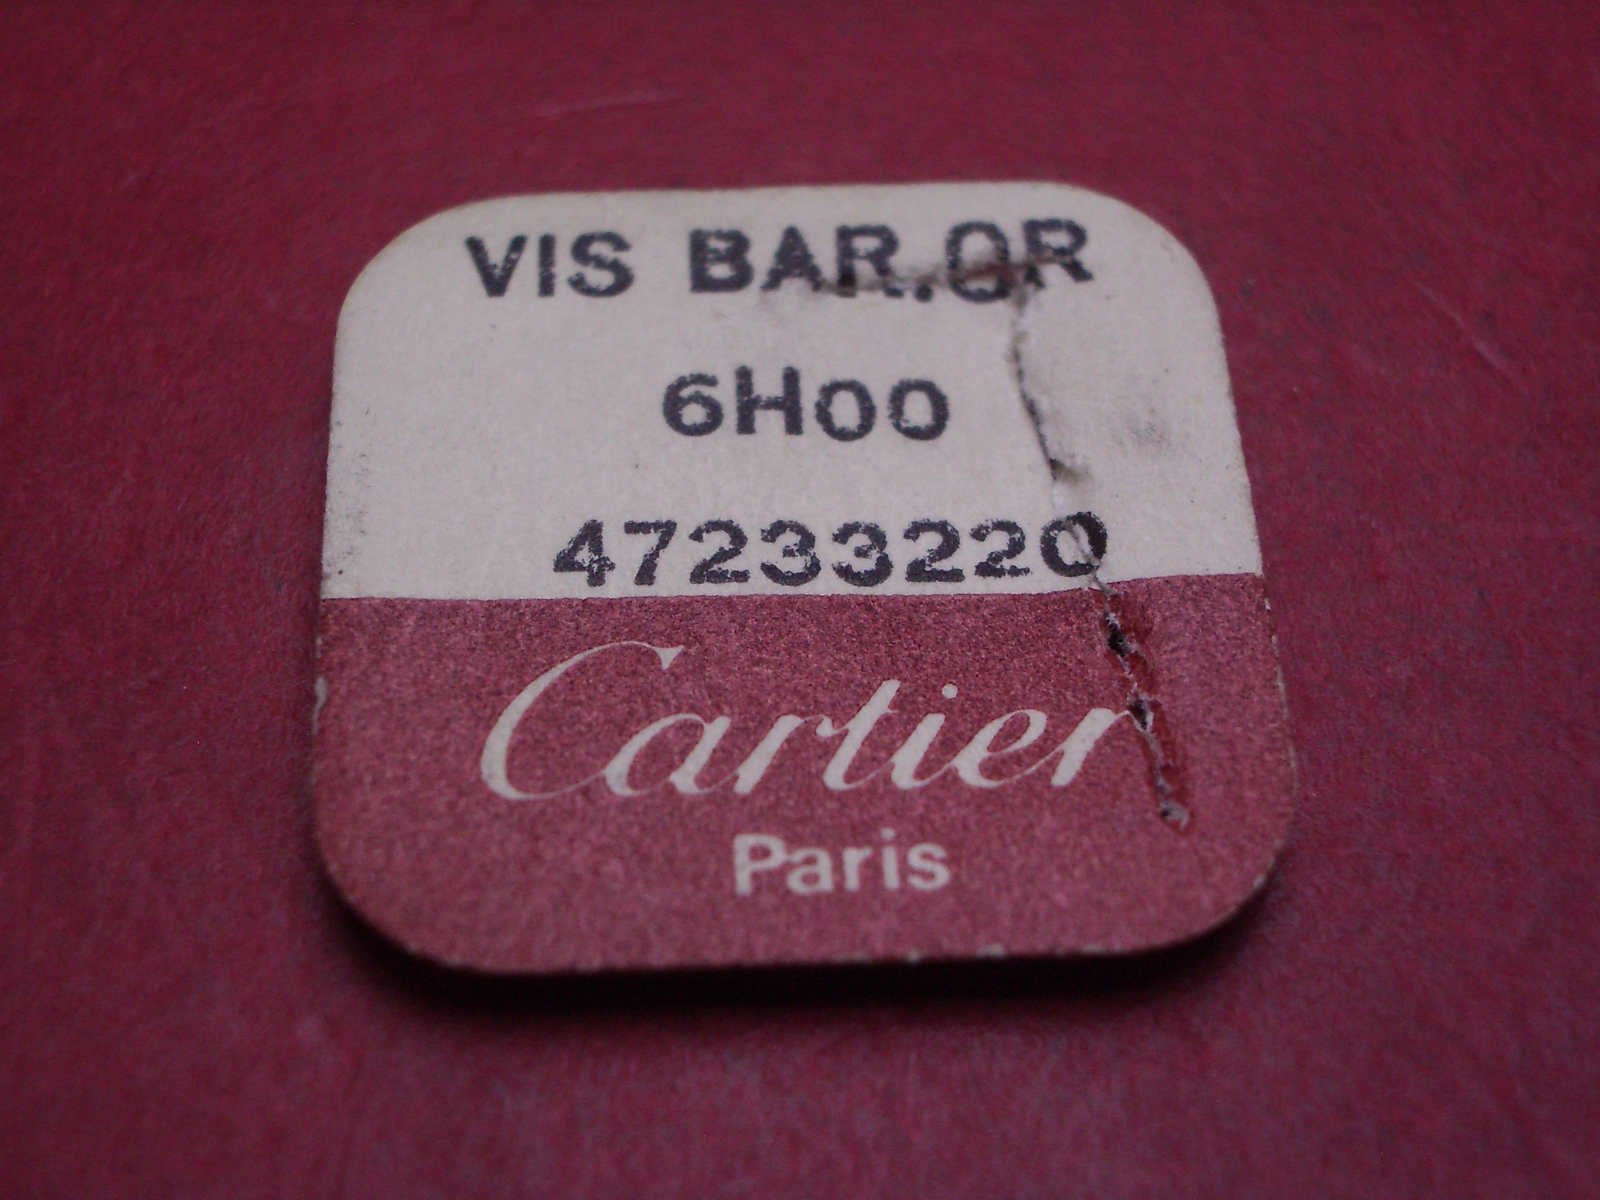 VIS BAR.OR
6H00
47233220
Cartier
Paris